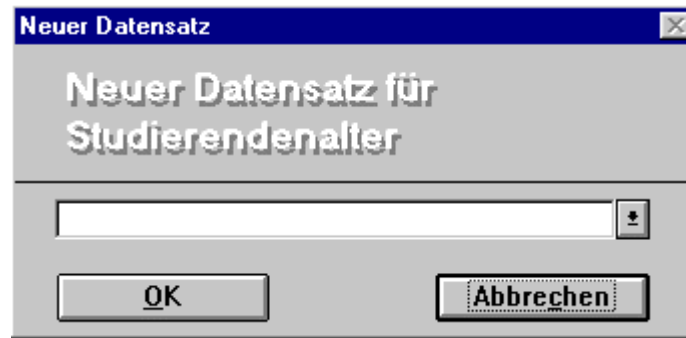 Neuer Datensatz
Neuer Datensatz für
Studierendenalter
OK
Abbrechen